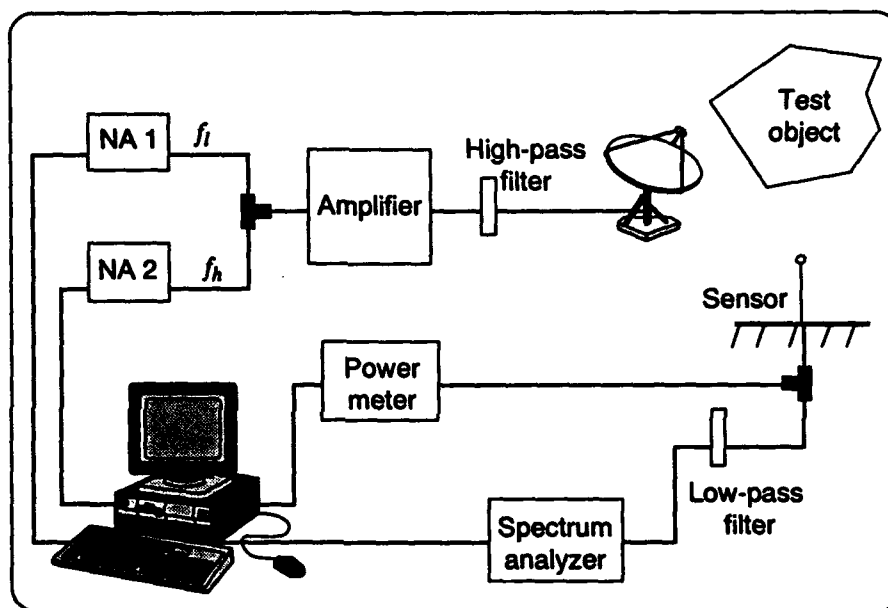 NA 1
f_l
Test
object
High-pass
filter
Amplifier
NA 2
f_h
Sensor
Power
meter
Low-pass
filter
Spectrum
analyzer